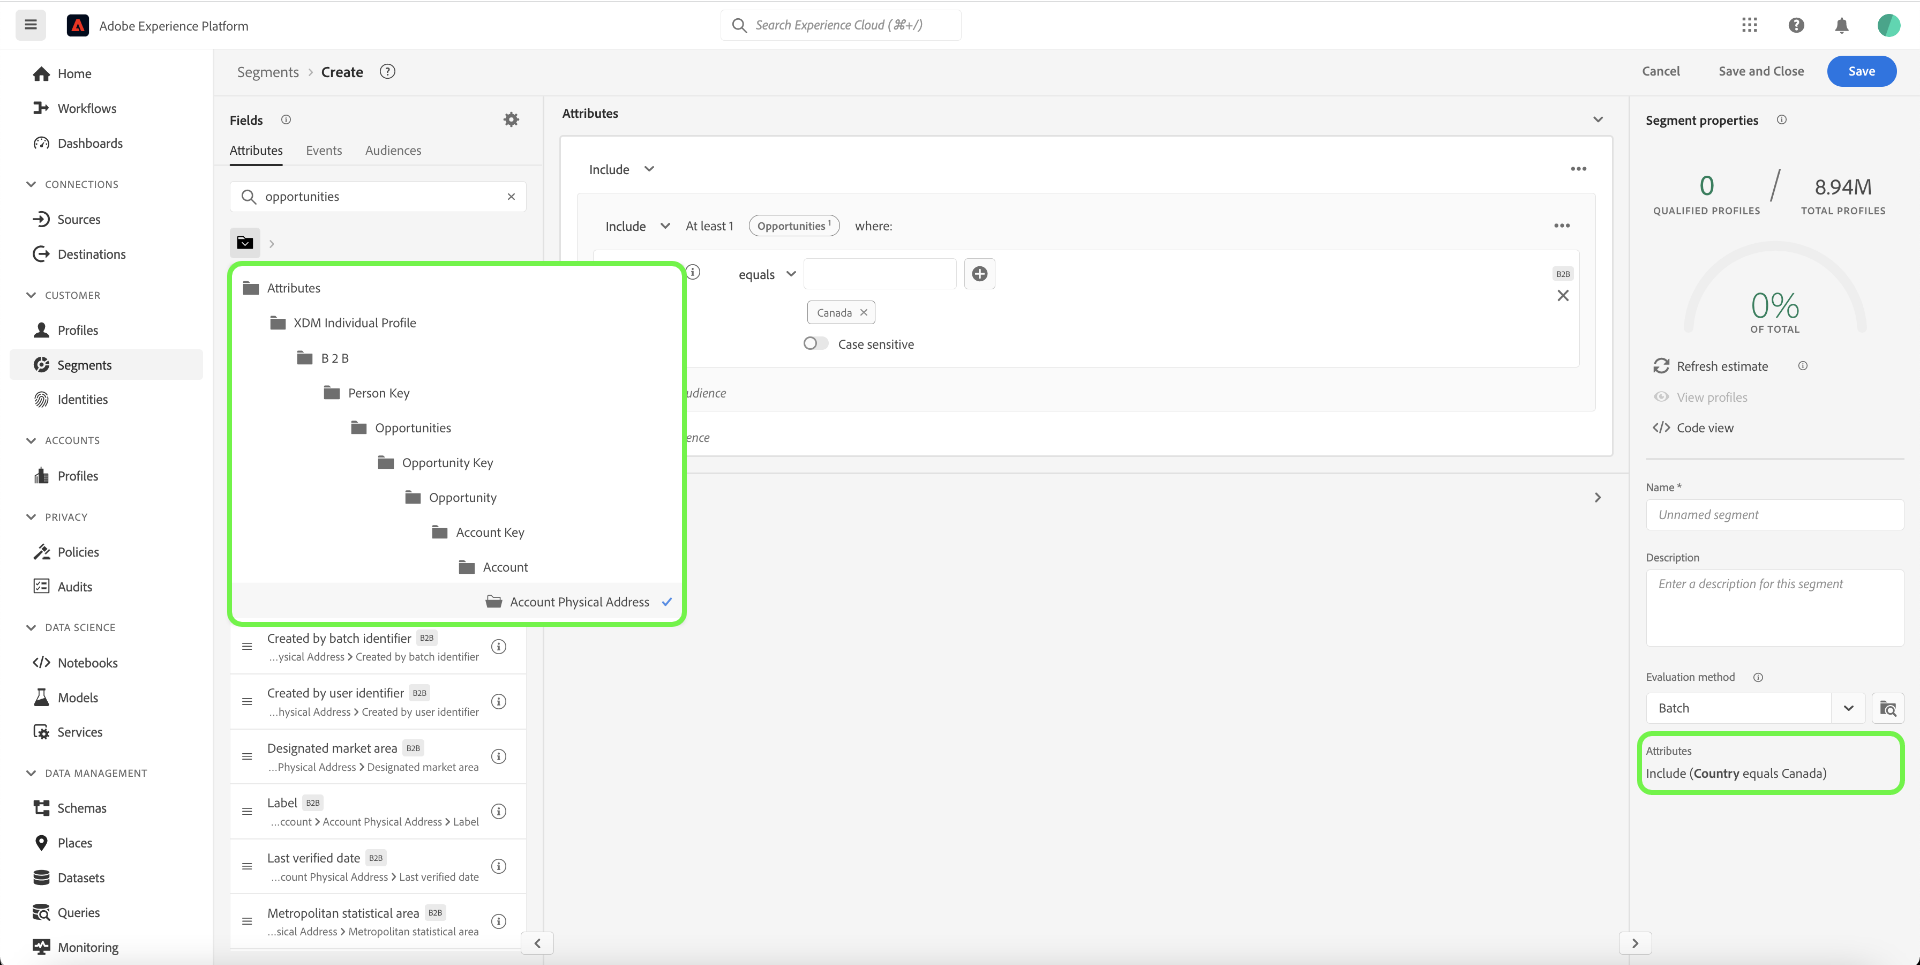 Adobe Experience Platform
Search Experience Cloud (⌘+/)
Home
Workflows
Dashboards
CONNECTIONS
Sources
Destinations
CUSTOMER
Profiles
Segments
Identities
ACCOUNTS
Profiles
PRIVACY
Policies
Audits
DATA SCIENCE
Notebooks
Models
Services
DATA MANAGEMENT
Schemas
Places
Datasets
Queries
Monitoring
Segments > Create
Cancel
Save and Close
Save
Fields
Attributes Events Audiences
opportunities
Attributes
XDM Individual Profile
B 2 B
Person Key
Opportunities
Opportunity Key
Opportunity
Account Key
Account
Account Physical Address
Created by batch identifier B2B
...ysical Address > Created by batch identifier
Created by user identifier B2B
...hysical Address > Created by user identifier
Designated market area B2B
...Physical Address > Designated market area
Label B2B
...ccount > Account Physical Address > Label
Last verified date B2B
...count Physical Address > Last verified date
Metropolitan statistical area B2B
...sical Address > Metropolitan statistical area
Attributes
Include
Include At least 1 Opportunities 1 where:
equals
B2B
Canada
Case sensitive
udience
ence
Segment properties
0 / 8.94M
QUALIFIED PROFILES TOTAL PROFILES
0%
OF TOTAL
Refresh estimate
View profiles
</> Code view
Name *
Unnamed segment
Description
Enter a description for this segment
Evaluation method
Batch
Attributes
Include (Country equals Canada)